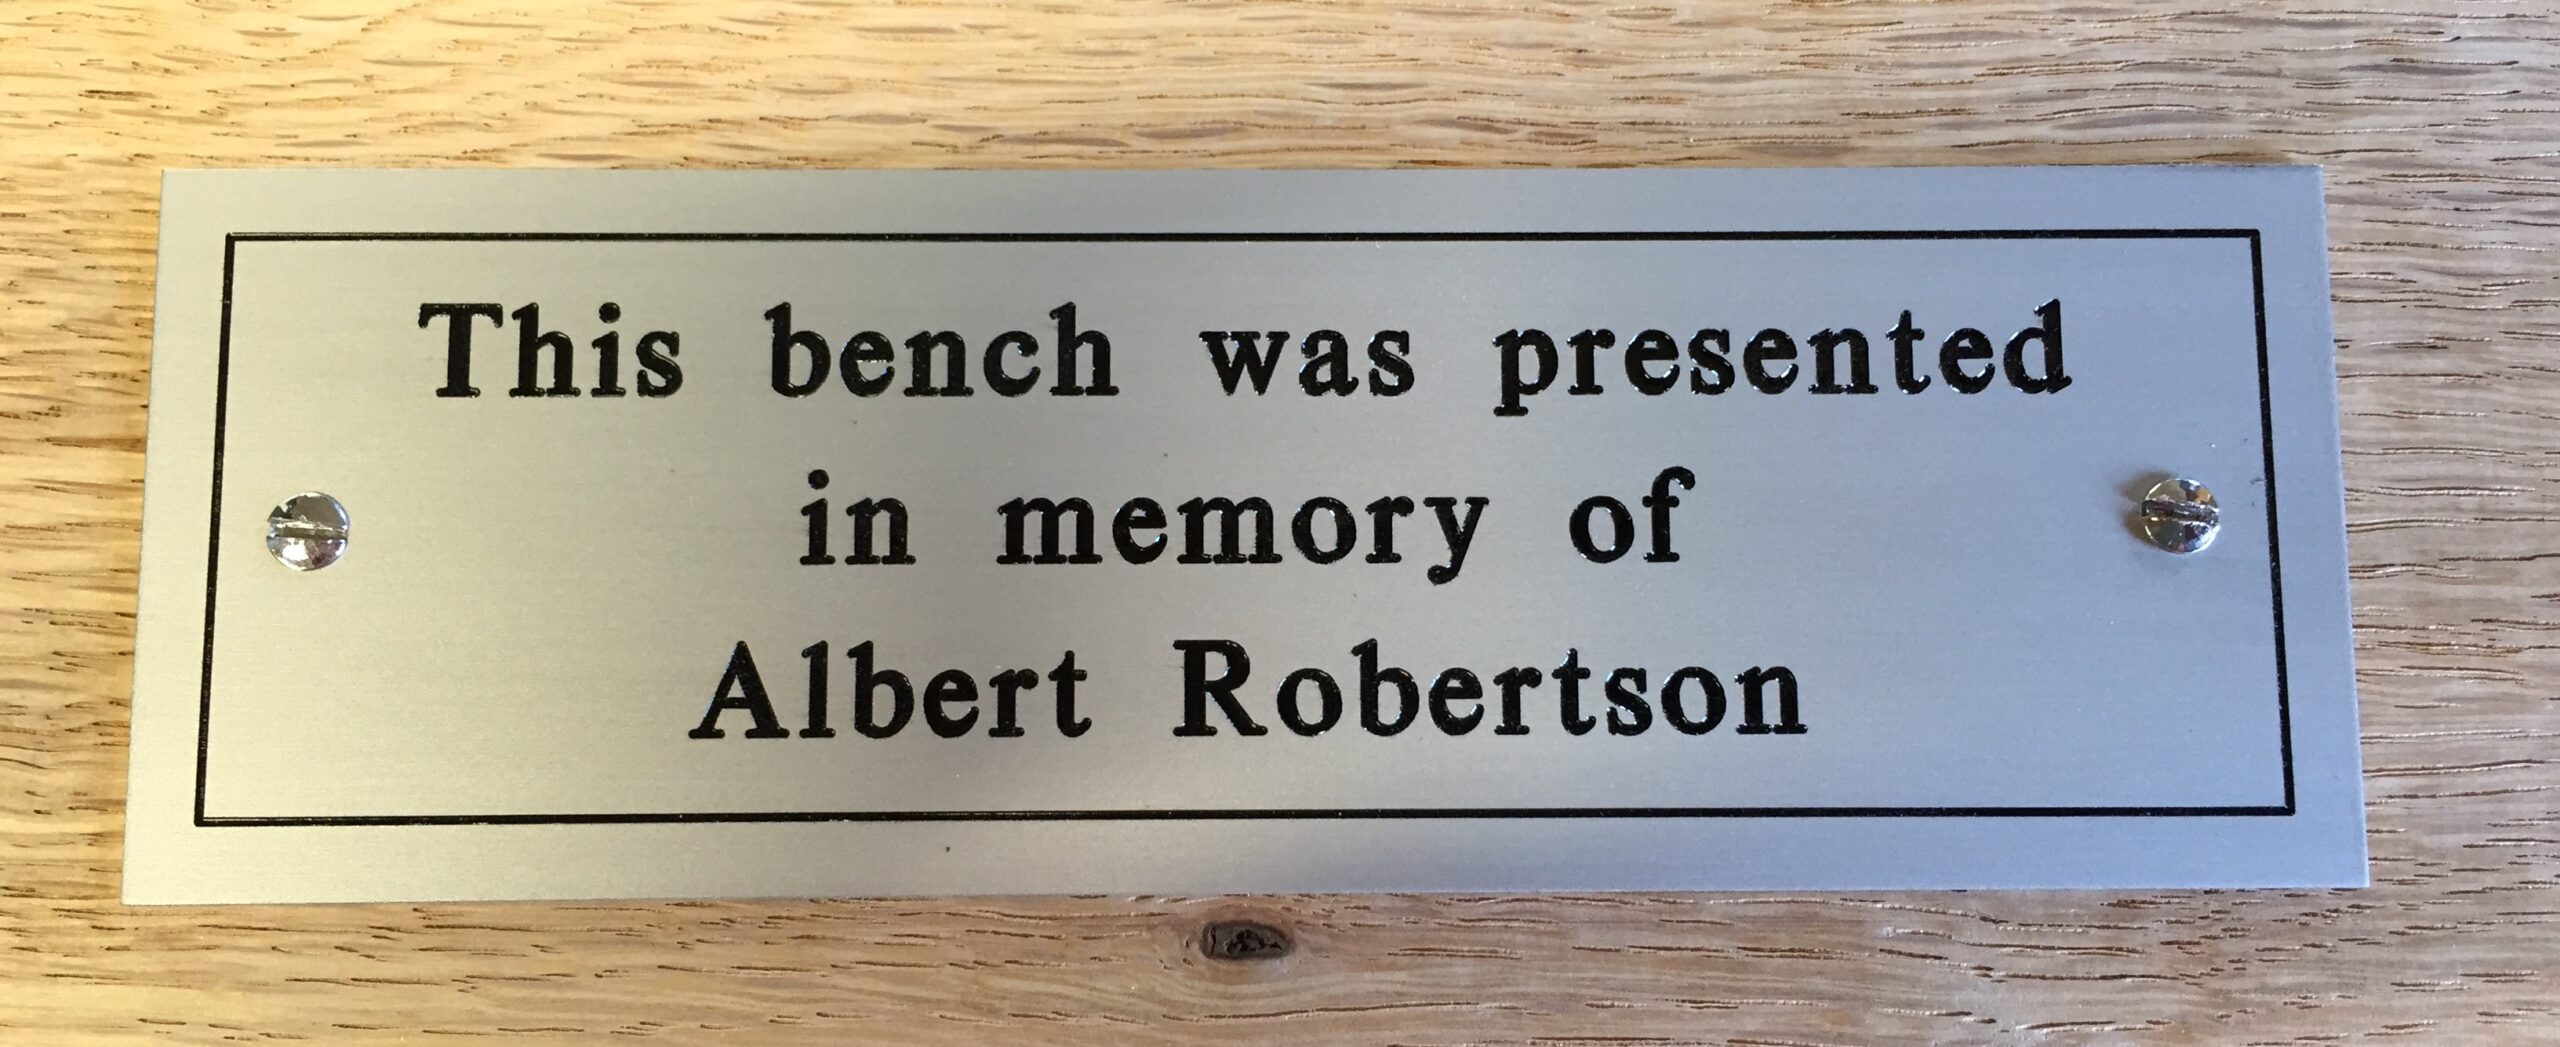 This bench was presented
in memory of
Albert Robertson